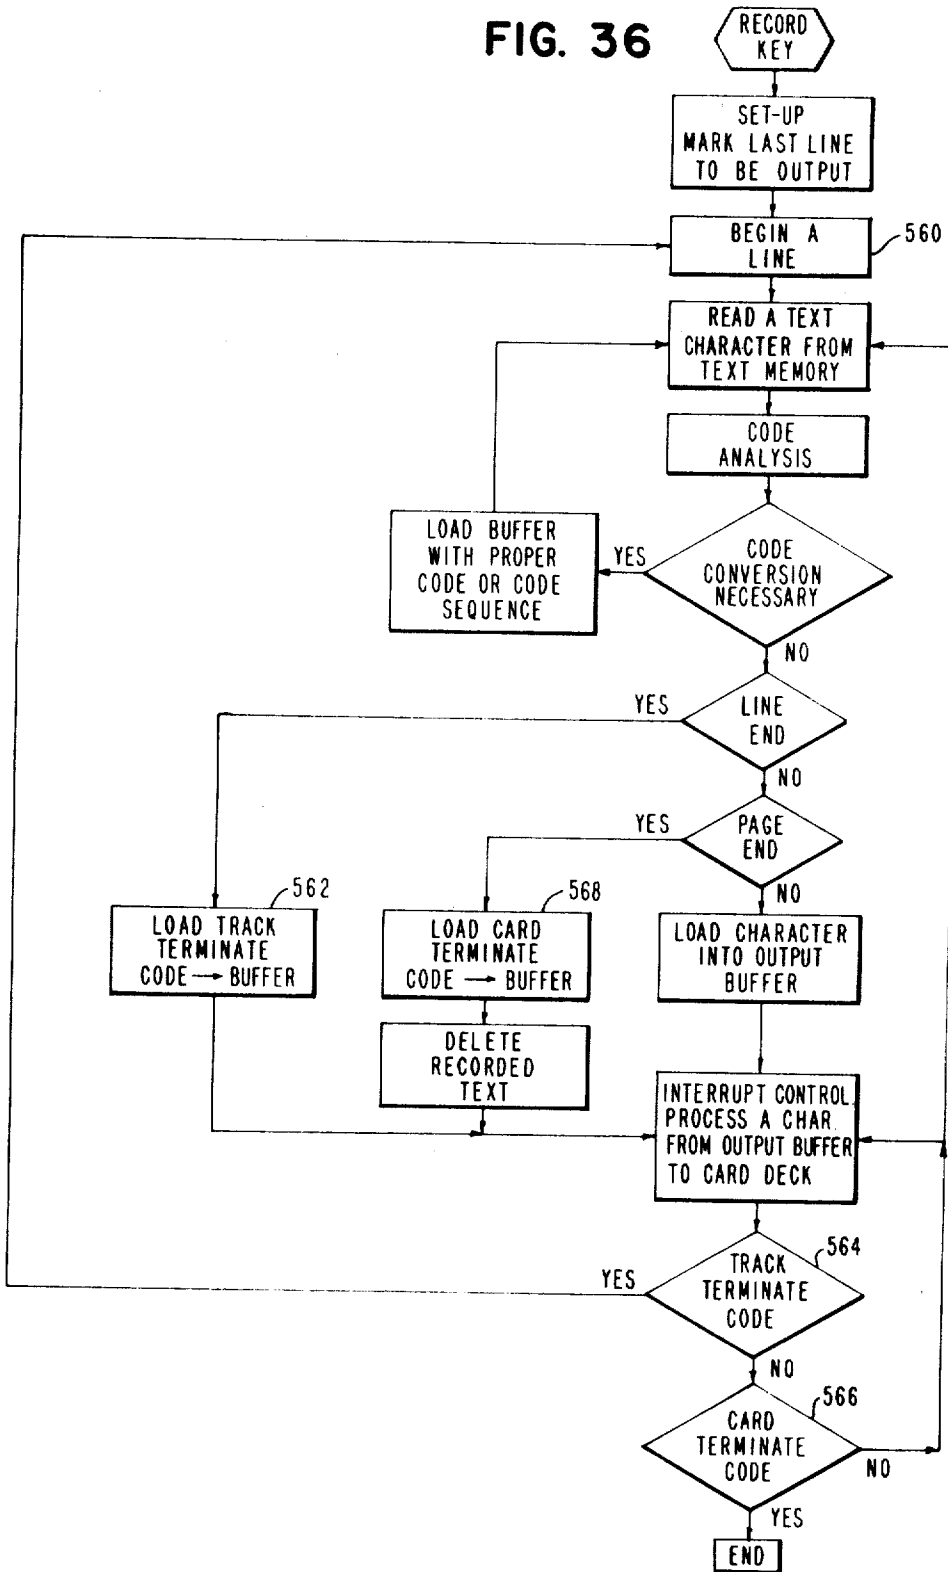 FIG. 36
RECORD
KEY
SET-UP
MARK LAST LINE
TO BE OUTPUT
BEGIN A
LINE
560
READ A TEXT
CHARACTER FROM
TEXT MEMORY
CODE
ANALYSIS
CODE
CONVERSION
NECESSARY
YES
LOAD BUFFER
WITH PROPER
CODE OR CODE
SEQUENCE
NO
LINE
END
YES
NO
PAGE
END
YES
NO
562
LOAD TRACK
TERMINATE
CODE → BUFFER
568
LOAD CARD
TERMINATE
CODE → BUFFER
LOAD CHARACTER
INTO OUTPUT
BUFFER
DELETE
RECORDED
TEXT
INTERRUPT CONTROL.
PROCESS A CHAR.
FROM OUTPUT BUFFER
TO CARD DECK
564
TRACK
TERMINATE
CODE
YES
NO
566
CARD
TERMINATE
CODE
NO
YES
END